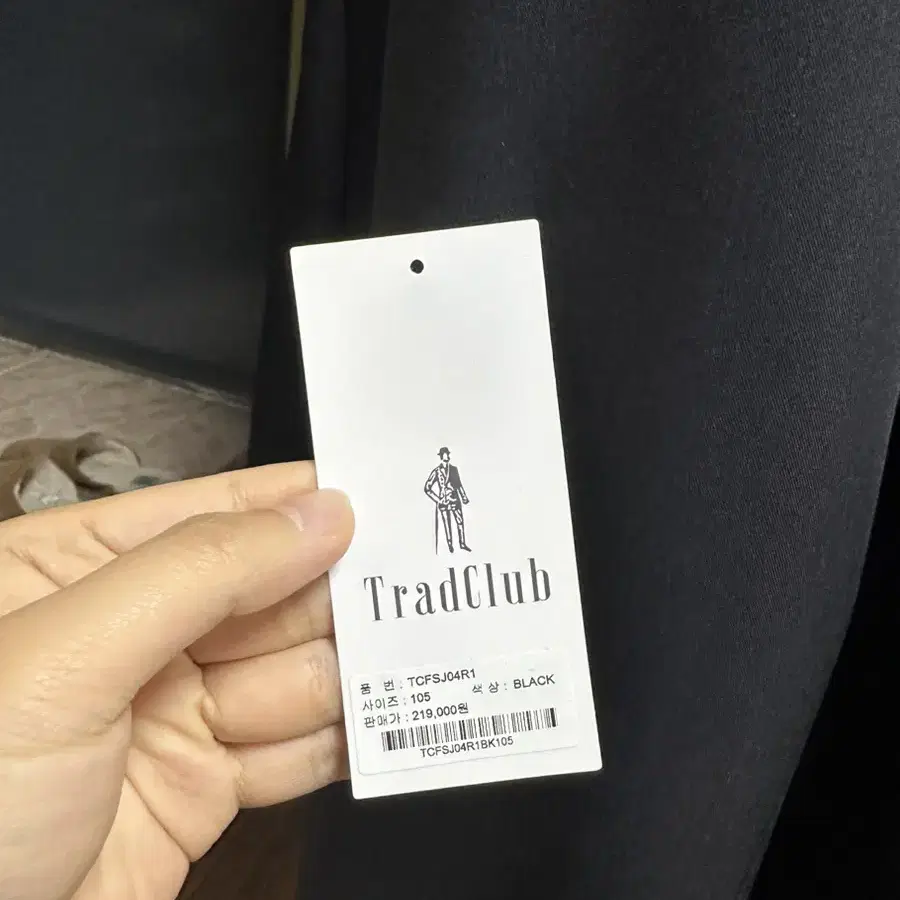 TradClub
품 번 : TCFSJ04R1
사이즈 : 105 색 상 : BLACK
판매가 : 219,000원
TCFSJ04R1BK105